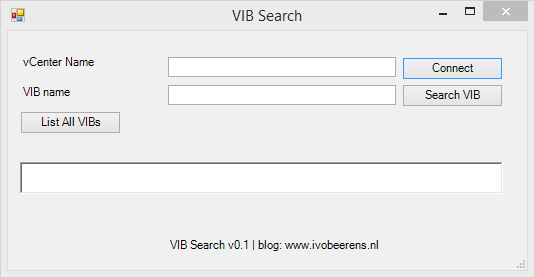 VIB Search
vCenter Name
Connect
VIB name
Search VIB
List All VIBs
VIB Search v0.1 | blog: www.ivobeerens.nl